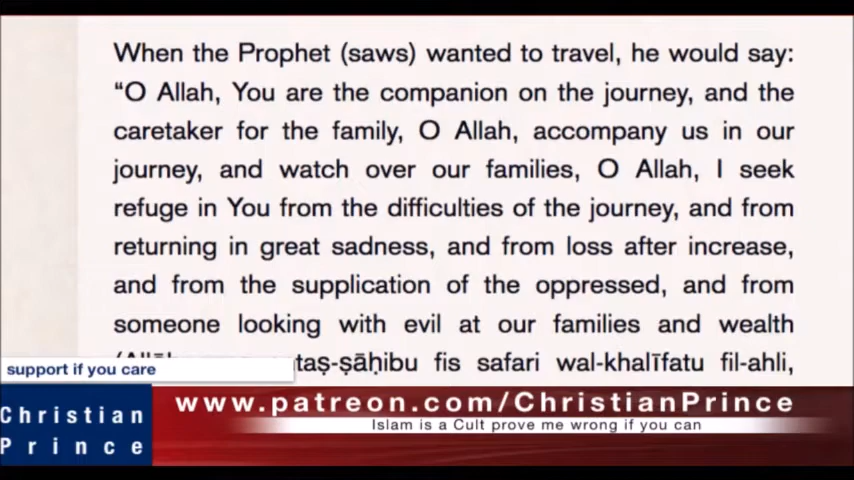 When the Prophet (saws) wanted to travel, he would say:
“O Allah, You are the companion on the journey, and the
caretaker for the family, O Allah, accompany us in our
journey, and watch over our families, O Allah, I seek
refuge in You from the difficulties of the journey, and from
returning in great sadness, and from loss after increase,
and from the supplication of the oppressed, and from
someone looking with evil at our families and wealth
taṣ-ṣāḥibu fis safari wal-khalīfatu fil-ahli,
support if you care
Christian
Prince
www.patreon.com/ChristianPrince
Islam is a Cult prove me wrong if you can